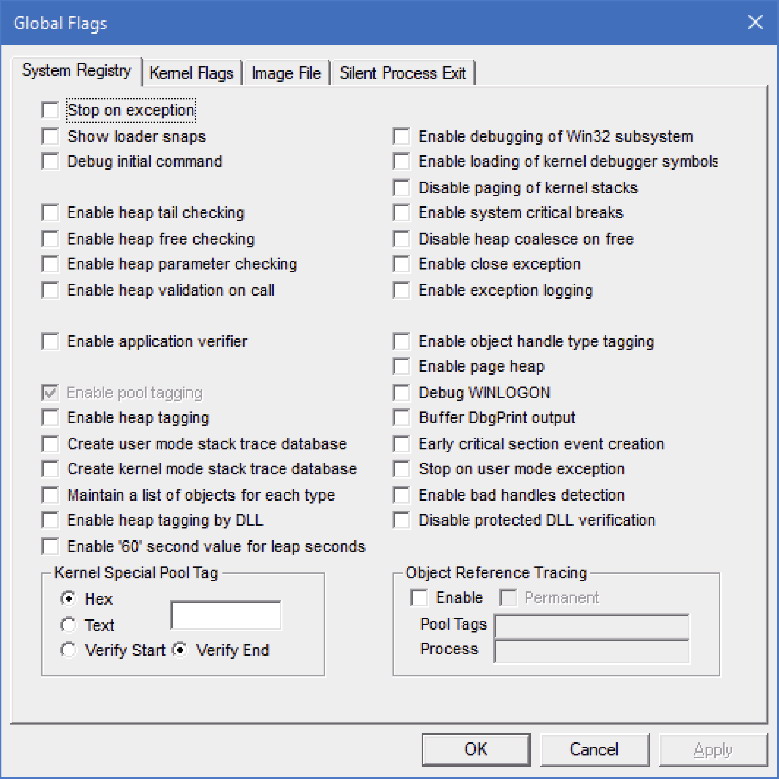 Global Flags
System Registry Kernel Flags Image File Silent Process Exit
Stop on exception
Show loader snaps
Debug initial command
Enable heap tail checking
Enable heap free checking
Enable heap parameter checking
Enable heap validation on call
Enable application verifier
Enable pool tagging
Enable heap tagging
Create user mode stack trace database
Create kernel mode stack trace database
Maintain a list of objects for each type
Enable heap tagging by DLL
Enable '60' second value for leap seconds
Enable debugging of Win32 subsystem
Enable loading of kernel debugger symbols
Disable paging of kernel stacks
Enable system critical breaks
Disable heap coalesce on free
Enable close exception
Enable exception logging
Enable object handle type tagging
Enable page heap
Debug WINLOGON
Buffer DbgPrint output
Early critical section event creation
Stop on user mode exception
Enable bad handles detection
Disable protected DLL verification
Kernel Special Pool Tag
Hex
Text
Verify Start Verify End
Object Reference Tracing
Enable Permanent
Pool Tags
Process
OK Cancel Apply